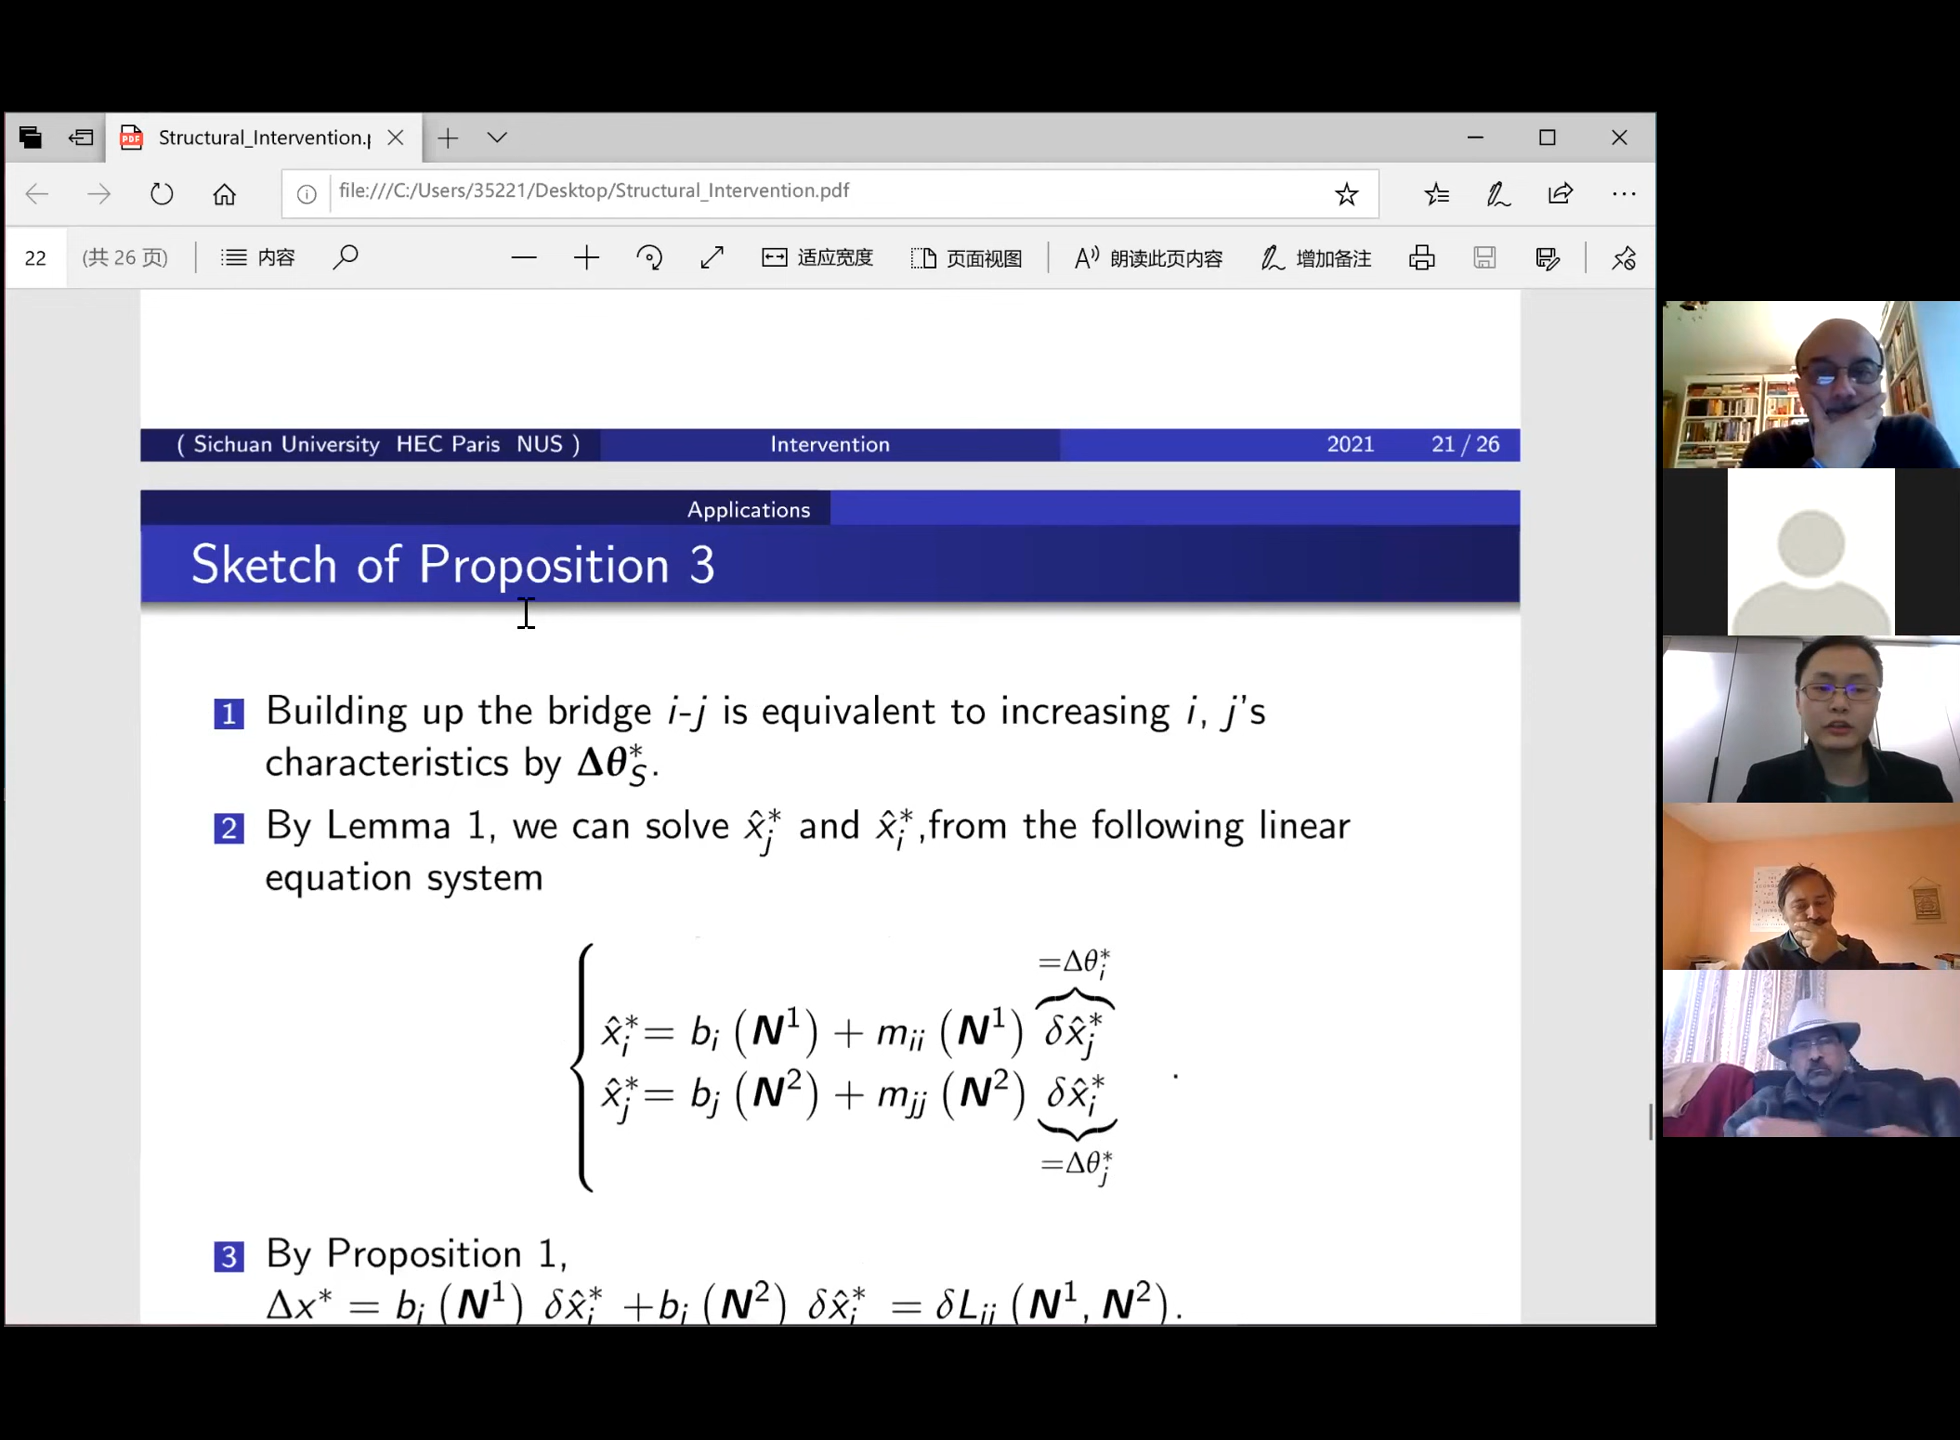 Structural_Intervention.p
file:///C:/Users/35221/Desktop/Structural_Intervention.pdf
22 (共 26 页) 内容 适应宽度 页面视图 朗读此页内容 增加备注
( Sichuan University HEC Paris NUS ) Intervention 2021 21 / 26
Applications
Sketch of Proposition 3
1 Building up the bridge i-j is equivalent to increasing i, j's
characteristics by Δθ*_S.
2 By Lemma 1, we can solve x̂*_j and x̂*_i,from the following linear
equation system
=Δθ*_i
x̂*_i = b_i (N^1) + m_ii (N^1) δx̂*_j
x̂*_j = b_j (N^2) + m_jj (N^2) δx̂*_i .
=Δθ*_j
3 By Proposition 1,
Δx* = b_i (N^1) δx̂*_j +b_j (N^2) δx̂*_i = δL_ij (N^1, N^2).